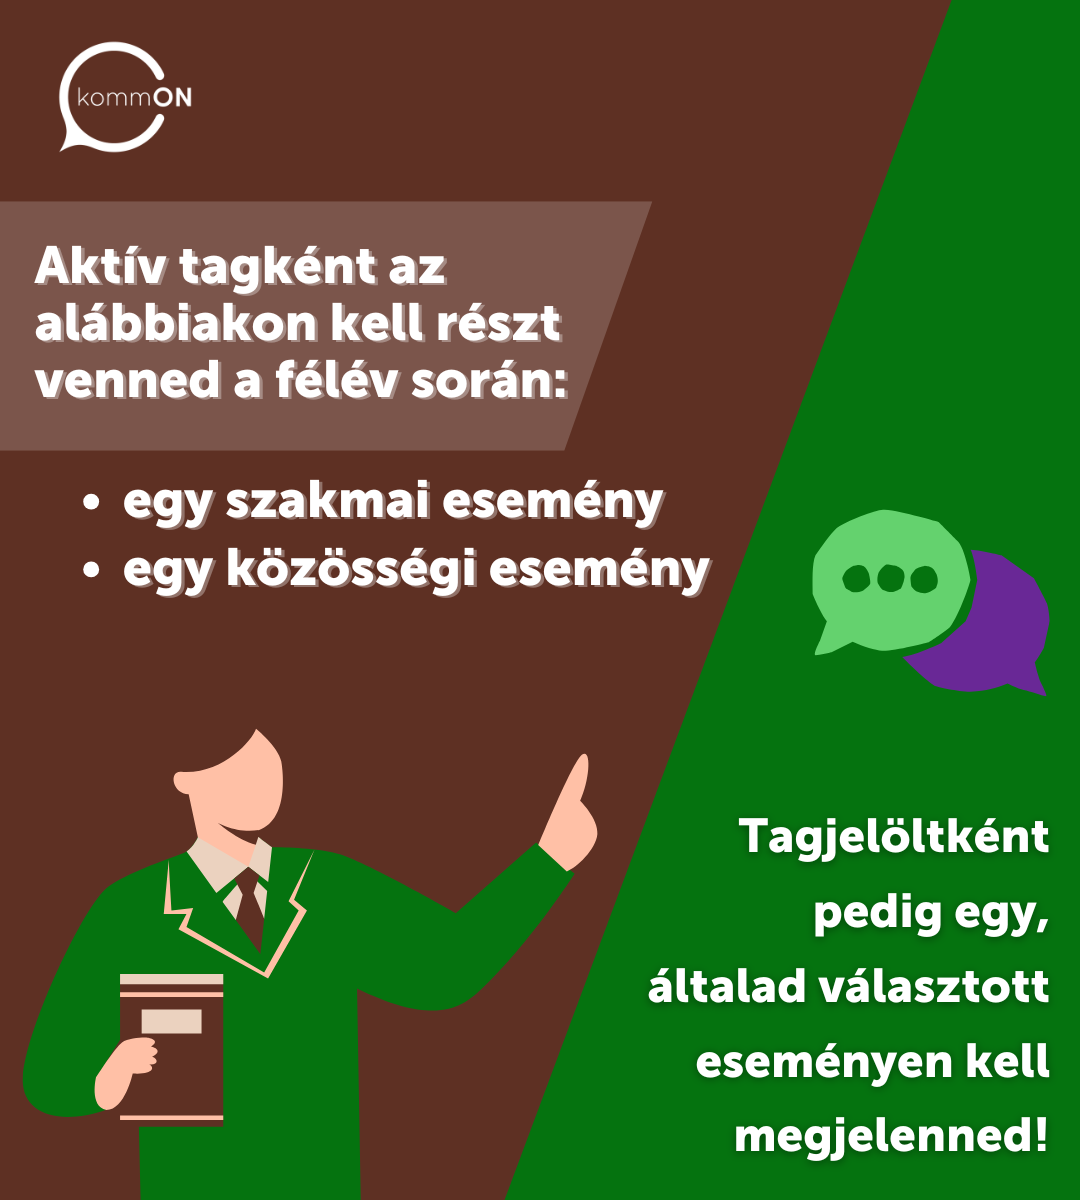 kommON
Aktív tagként az
alábbiakon kell részt
venned a félév során:
• egy szakmai esemény
• egy közösségi esemény
Tagjelöltként
pedig egy,
általad választott
eseményen kell
megjelenned!